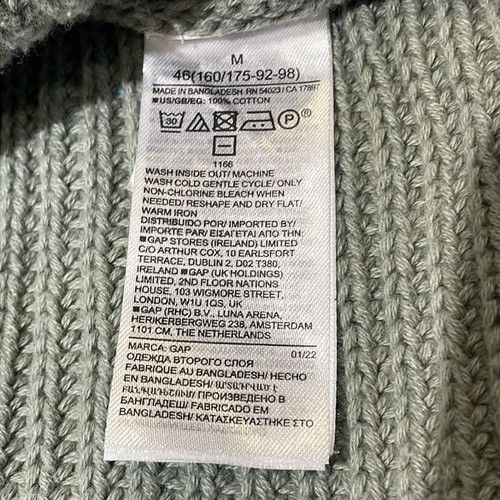 M
46(160/175-92-98)
MADE IN BANGLADESH RN 54023 / CA 17897
■US/GB/EG: 100% COTTON
30 P ®
1166
WASH INSIDE OUT/ MACHINE
WASH COLD GENTLE CYCLE/ ONLY
NON-CHLORINE BLEACH WHEN
NEEDED/ RESHAPE AND DRY FLAT/
WARM IRON
DISTRIBUIDO POR/ IMPORTED BY/
IMPORTE PAR/ ΕΙΣΑΓΕΤΑΙ ΑΠΟ ΤΗΝ:
■GAP STORES (IRELAND) LIMITED
C/O ARTHUR COX, 10 EARLSFORT
TERRACE, DUBLIN 2, D02 T380,
IRELAND ■GAP (UK HOLDINGS)
LIMITED, 2ND FLOOR NATIONS
HOUSE, 103 WIGMORE STREET,
LONDON, W1U 1QS, UK
■GAP (RHC) B.V., LUNA ARENA,
HERIKERBERGWEG 238, AMSTERDAM
1101 CM, THE NETHERLANDS
MARCA: GAP 01/22
ОДЕЖДА ВТОРОГО СЛОЯ
FABRIQUE AU BANGLADESH/ HECHO
EN BANGLADESH/ ԱՐՏԱԴՐՎԱԾ Է
ԲԱՆԳԼԱԴԵՇՈՒՄ/ ПРОИЗВЕДЕНО В
БАНГЛАДЕШ/ FABRICADO EM
BANGLADESH/ ΚΑΤΑΣΚΕΥΑΣΤΗΚΕ ΣΤΟ